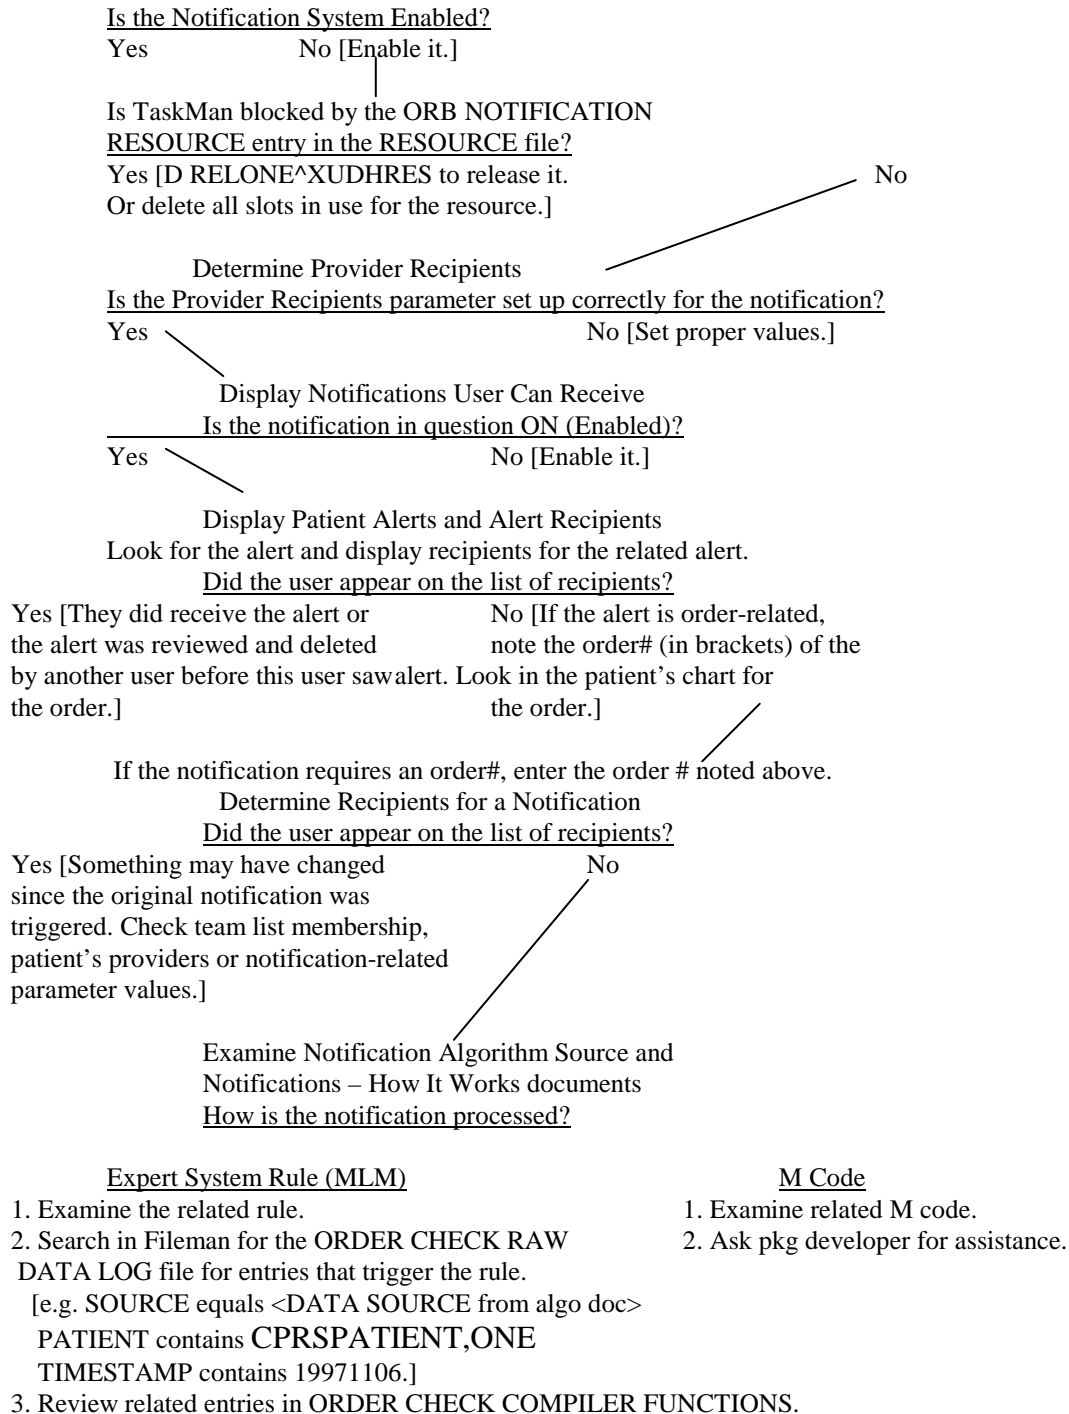 Is the Notification System Enabled?
Yes No [Enable it.]
Is TaskMan blocked by the ORB NOTIFICATION
RESOURCE entry in the RESOURCE file?
Yes [D RELONE^XUDHRES to release it. No
Or delete all slots in use for the resource.]
Determine Provider Recipients
Is the Provider Recipients parameter set up correctly for the notification?
Yes No [Set proper values.]
Display Notifications User Can Receive
Is the notification in question ON (Enabled)?
Yes No [Enable it.]
Display Patient Alerts and Alert Recipients
Look for the alert and display recipients for the related alert.
Did the user appear on the list of recipients?
Yes [They did receive the alert or No [If the alert is order-related,
the alert was reviewed and deleted note the order# (in brackets) of the
by another user before this user saw alert. Look in the patient's chart for
the order.] the order.]
If the notification requires an order#, enter the order # noted above.
Determine Recipients for a Notification
Did the user appear on the list of recipients?
Yes [Something may have changed No
since the original notification was
triggered. Check team list membership,
patient's providers or notification-related
parameter values.]
Examine Notification Algorithm Source and
Notifications – How It Works documents
How is the notification processed?
Expert System Rule (MLM) M Code
1. Examine the related rule. 1. Examine related M code.
2. Search in Fileman for the ORDER CHECK RAW 2. Ask pkg developer for assistance.
DATA LOG file for entries that trigger the rule.
[e.g. SOURCE equals <DATA SOURCE from algo doc>
PATIENT contains CPRSPATIENT,ONE
TIMESTAMP contains 19971106.]
3. Review related entries in ORDER CHECK COMPILER FUNCTIONS.